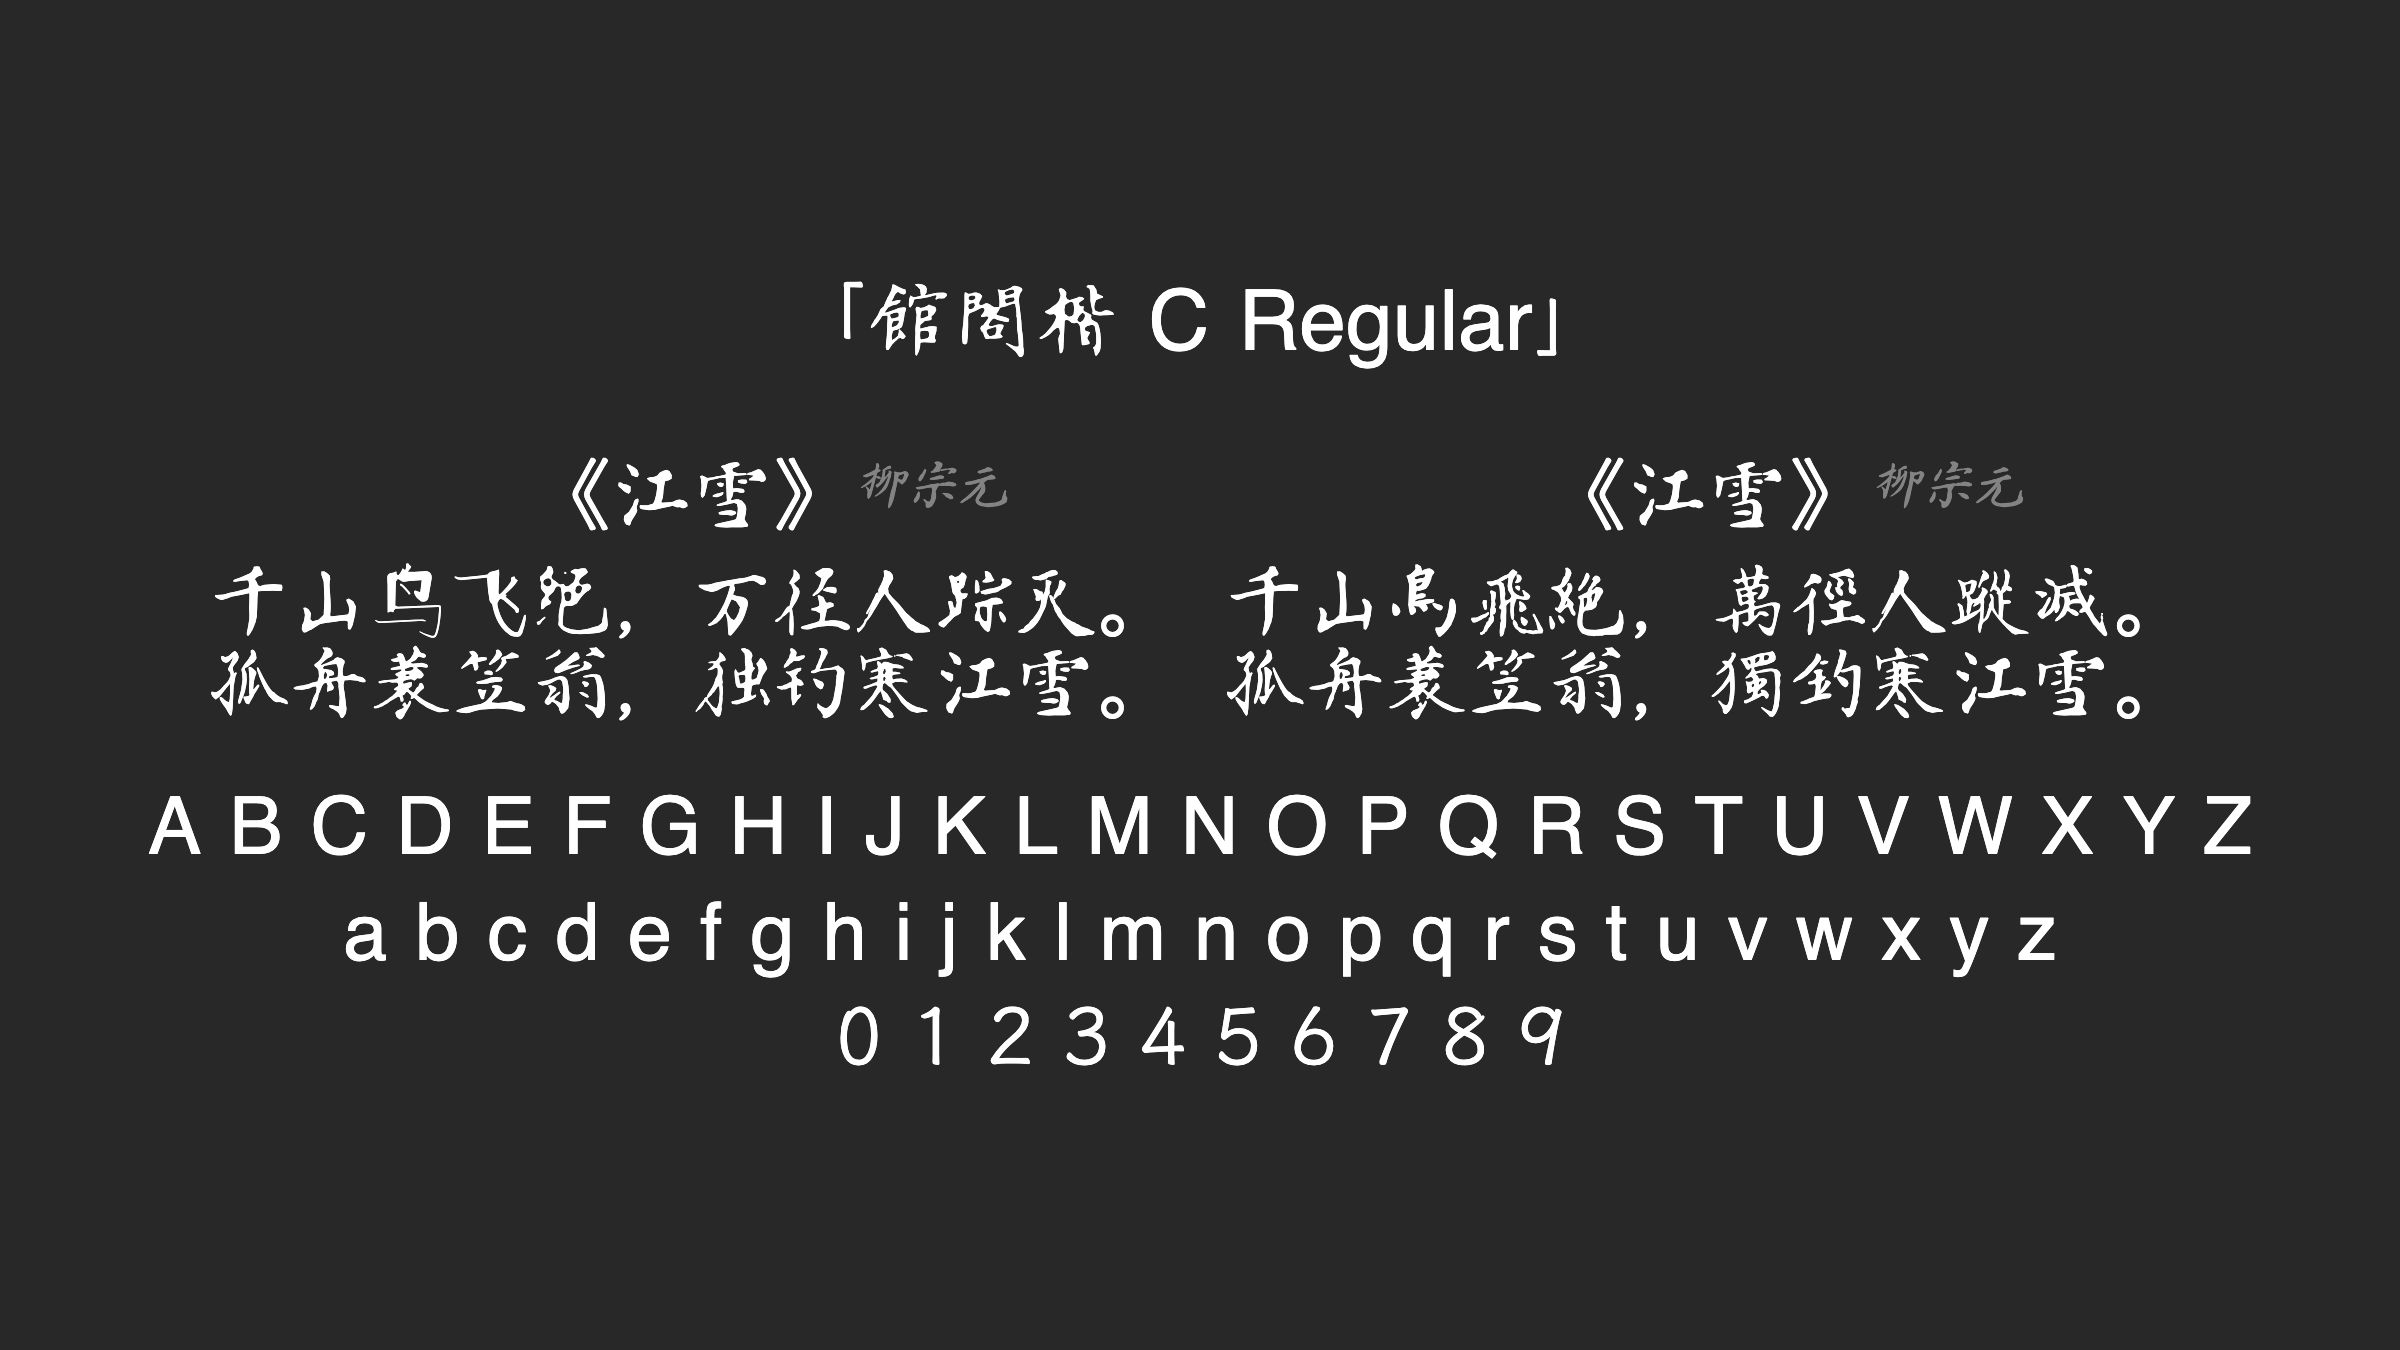 「館閣楷 C Regular」
《江雪》 柳宗元
千山鸟飞绝，万径人踪灭。
孤舟蓑笠翁，独钓寒江雪。
《江雪》 柳宗元
千山鳥飛絕，萬徑人蹤滅。
孤舟蓑笠翁，獨釣寒江雪。
A B C D E F G H I J K L M N O P Q R S T U V W X Y Z
a b c d e f g h i j k l m n o p q r s t u v w x y z
0 1 2 3 4 5 6 7 8 9